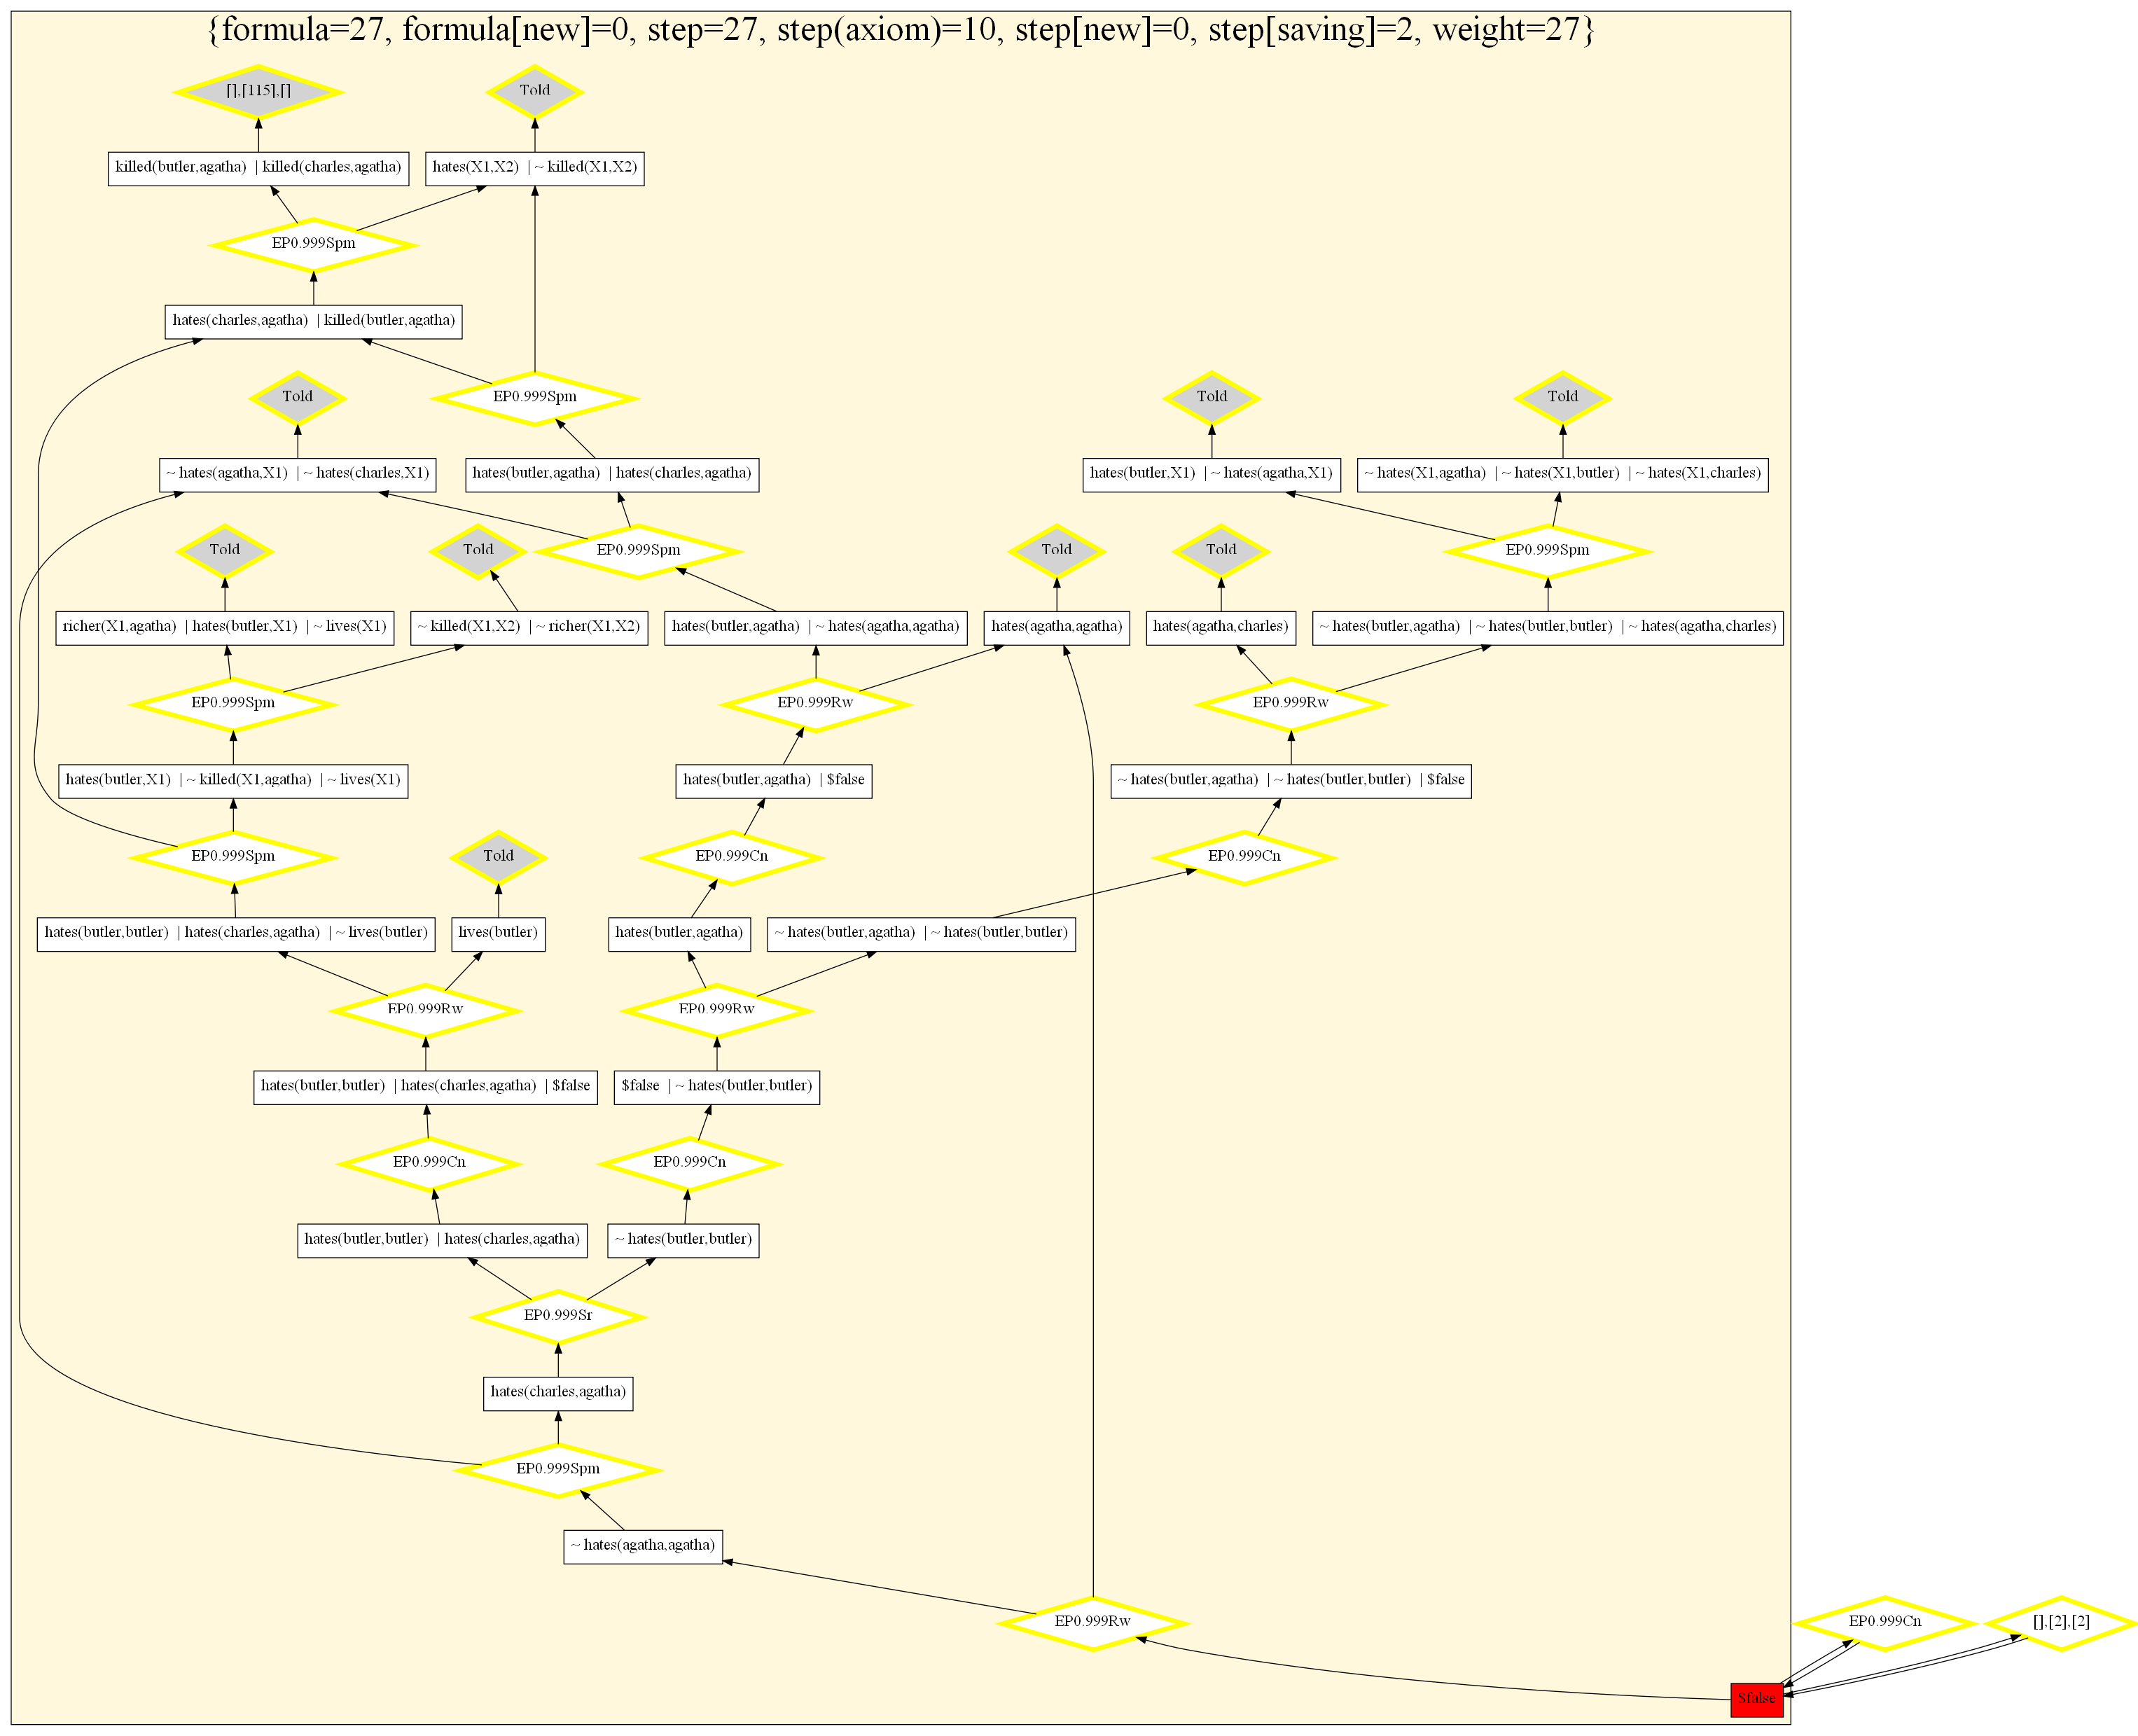 {formula=27, formula[new]=0, step=27, step(axiom)=10, step[new]=0, step[saving]=2, weight=27}
[],[115],[]
Told
killed(butler,agatha) | killed(charles,agatha)
hates(X1,X2) | ~ killed(X1,X2)
EP0.999Spm
hates(charles,agatha) | killed(butler,agatha)
Told
EP0.999Spm
Told
Told
~ hates(agatha,X1) | ~ hates(charles,X1)
hates(butler,agatha) | hates(charles,agatha)
hates(butler,X1) | ~ hates(agatha,X1)
~ hates(X1,agatha) | ~ hates(X1,butler) | ~ hates(X1,charles)
Told
Told
EP0.999Spm
Told
Told
EP0.999Spm
richer(X1,agatha) | hates(butler,X1) | ~ lives(X1)
~ killed(X1,X2) | ~ richer(X1,X2)
hates(butler,agatha) | ~ hates(agatha,agatha)
hates(agatha,agatha)
hates(agatha,charles)
~ hates(butler,agatha) | ~ hates(butler,butler) | ~ hates(agatha,charles)
EP0.999Spm
EP0.999Rw
EP0.999Rw
hates(butler,X1) | ~ killed(X1,agatha) | ~ lives(X1)
hates(butler,agatha) | $false
~ hates(butler,agatha) | ~ hates(butler,butler) | $false
EP0.999Spm
Told
EP0.999Cn
EP0.999Cn
hates(butler,butler) | hates(charles,agatha) | ~ lives(butler)
lives(butler)
hates(butler,agatha)
~ hates(butler,agatha) | ~ hates(butler,butler)
EP0.999Rw
EP0.999Rw
hates(butler,butler) | hates(charles,agatha) | $false
$false | ~ hates(butler,butler)
EP0.999Cn
EP0.999Cn
hates(butler,butler) | hates(charles,agatha)
~ hates(butler,butler)
EP0.999Sr
hates(charles,agatha)
EP0.999Spm
~ hates(agatha,agatha)
EP0.999Rw
EP0.999Cn
[],[2],[2]
$false